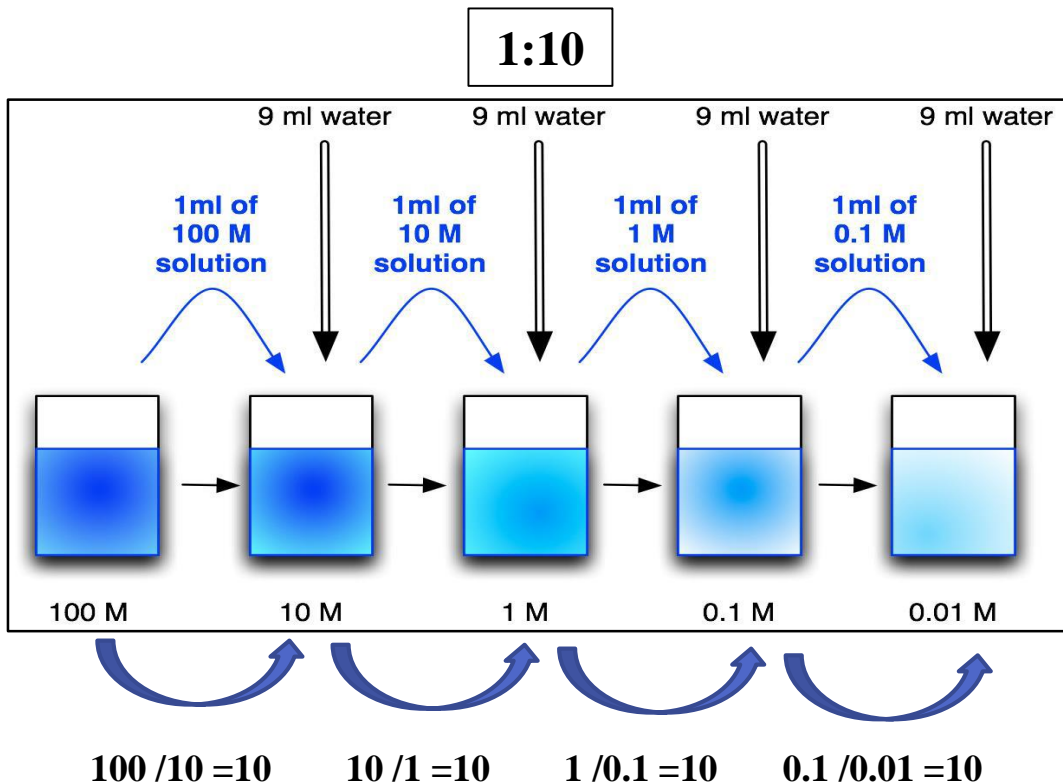 1:10
9 ml water 9 ml water 9 ml water 9 ml water
1ml of 1ml of 1ml of 1ml of
100 M 10 M 1 M 0.1 M
solution solution solution solution
100 M 10 M 1 M 0.1 M 0.01 M
100 /10 =10 10 /1 =10 1 /0.1 =10 0.1 /0.01 =10